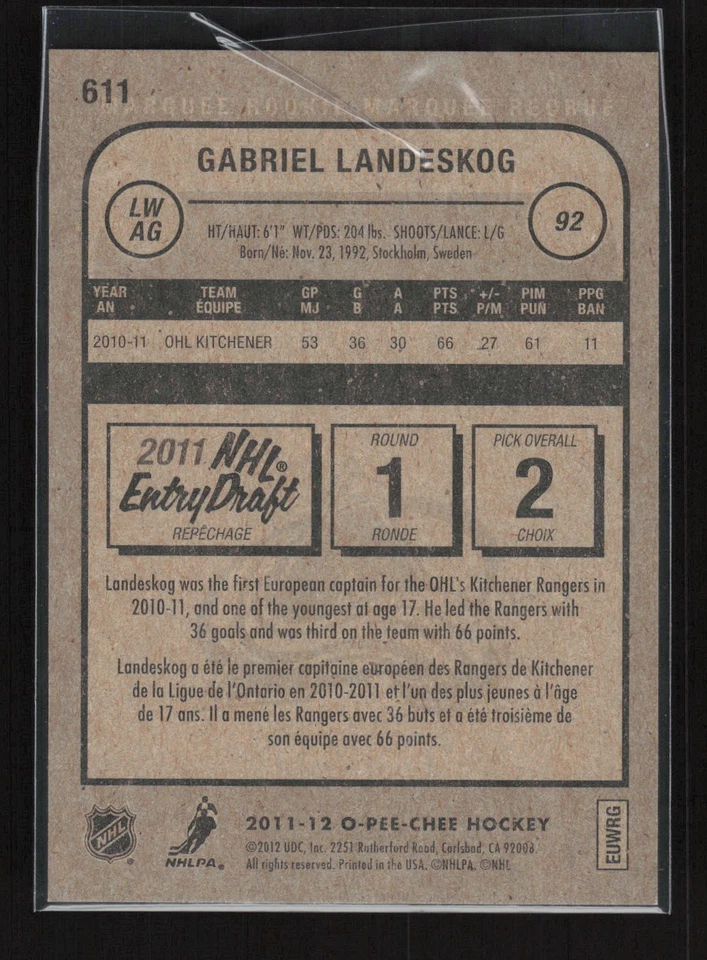 611
MARQUEE ROOKIE MARQUEE RECRUE
GABRIEL LANDESKOG
LW
AG
92
HT/HAUT: 6'1" WT/PDS: 204 lbs. SHOOTS/LANCE: L/G
Born/Né: Nov. 23, 1992, Stockholm, Sweden
YEAR TEAM GP G A PTS +/- PIM PPG
AN ÉQUIPE MJ B A PTS P/M PUN BAN
2010-11 OHL KITCHENER 53 36 30 66 27 61 11
2011 NHL®
Entry Draft
REPÊCHAGE
ROUND
1
RONDE
PICK OVERALL
2
CHOIX
Landeskog was the first European captain for the OHL's Kitchener Rangers in
2010-11, and one of the youngest at age 17. He led the Rangers with
36 goals and was third on the team with 66 points.
Landeskog a été le premier capitaine européen des Rangers de Kitchener
de la Ligue de l'Ontario en 2010-2011 et l'un des plus jeunes à l'âge
de 17 ans. Il a mené les Rangers avec 36 buts et a été troisième de
son équipe avec 66 points.
NHL
NHLPA
2011-12 O-PEE-CHEE HOCKEY
©2012 UDC, Inc. 2251 Rutherford Road, Carlsbad, CA 92008.
All rights reserved. Printed in the USA. ©NHLPA. ©NHL
EUWRG